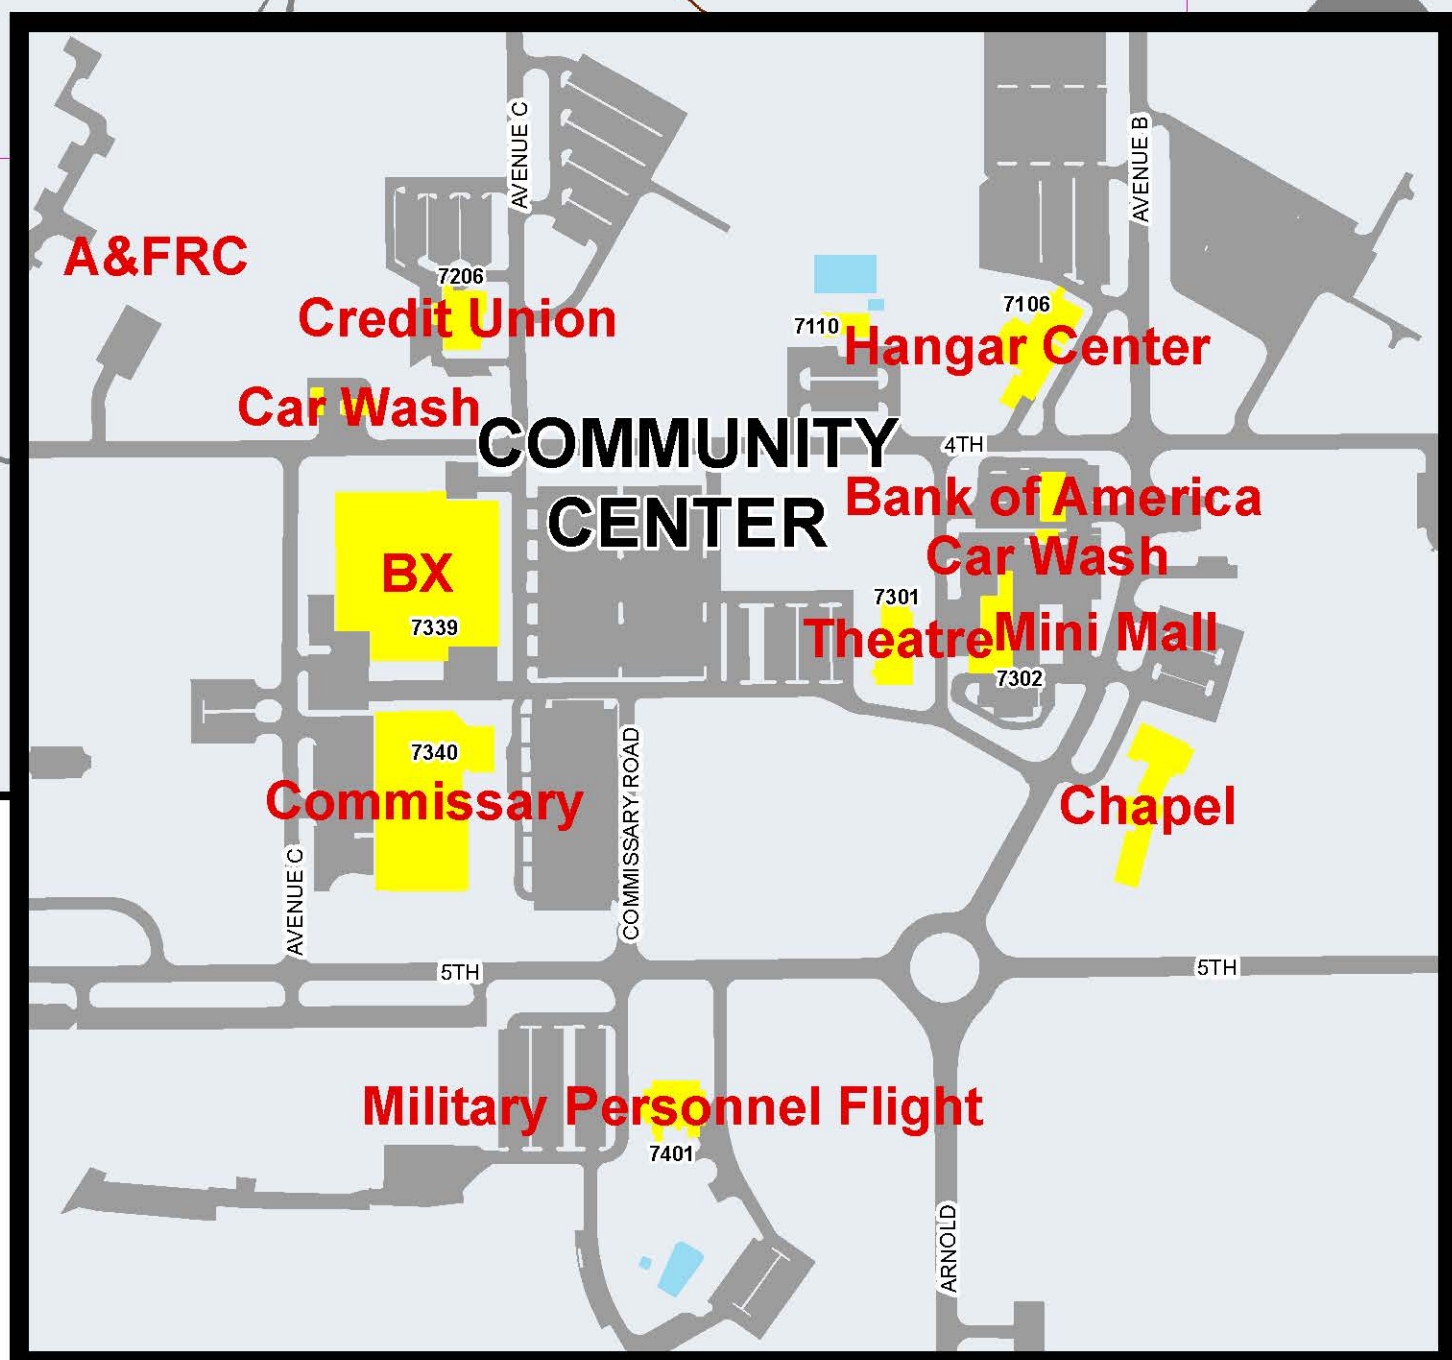 AVENUE C
AVENUE B
A&FRC
7206
Credit Union
7110
7106
Hangar Center
Car Wash
COMMUNITY
CENTER
4TH
Bank of America
Car Wash
BX
7339
7301
Theatre
Mini Mall
7302
7340
Commissary
COMMISSARY ROAD
Chapel
AVENUE C
5TH
5TH
Military Personnel Flight
7401
ARNOLD